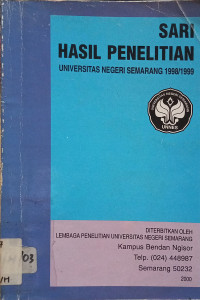 SARI
HASIL PENELITIAN
UNIVERSITAS NEGERI SEMARANG 1998/1999
UNNES
DITERBITKAN OLEH
LEMBAGA PENELITIAN UNIVERSITAS NEGERI SEMARANG
Kampus Bendan Ngisor
Telp. (024) 448987
Semarang 50232
2000